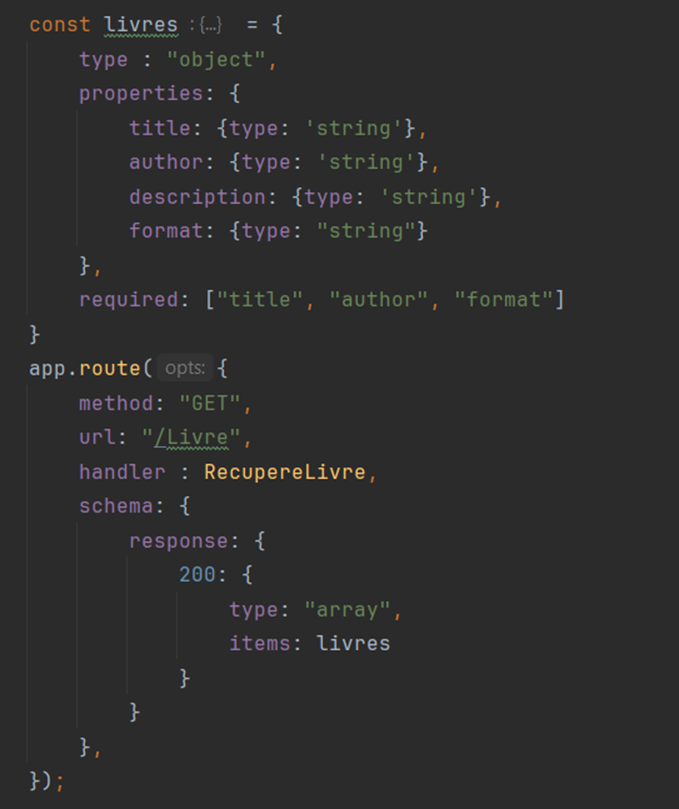 const livres :{...} = {
    type : "object",
    properties: {
        title: {type: 'string'},
        author: {type: 'string'},
        description: {type: 'string'},
        format: {type: "string"}
    },
    required: ["title", "author", "format"]
}
app.route( opts: {
    method: "GET",
    url: "/Livre",
    handler : RecupereLivre,
    schema: {
        response: {
            200: {
                type: "array",
                items: livres
            }
        }
    },
});